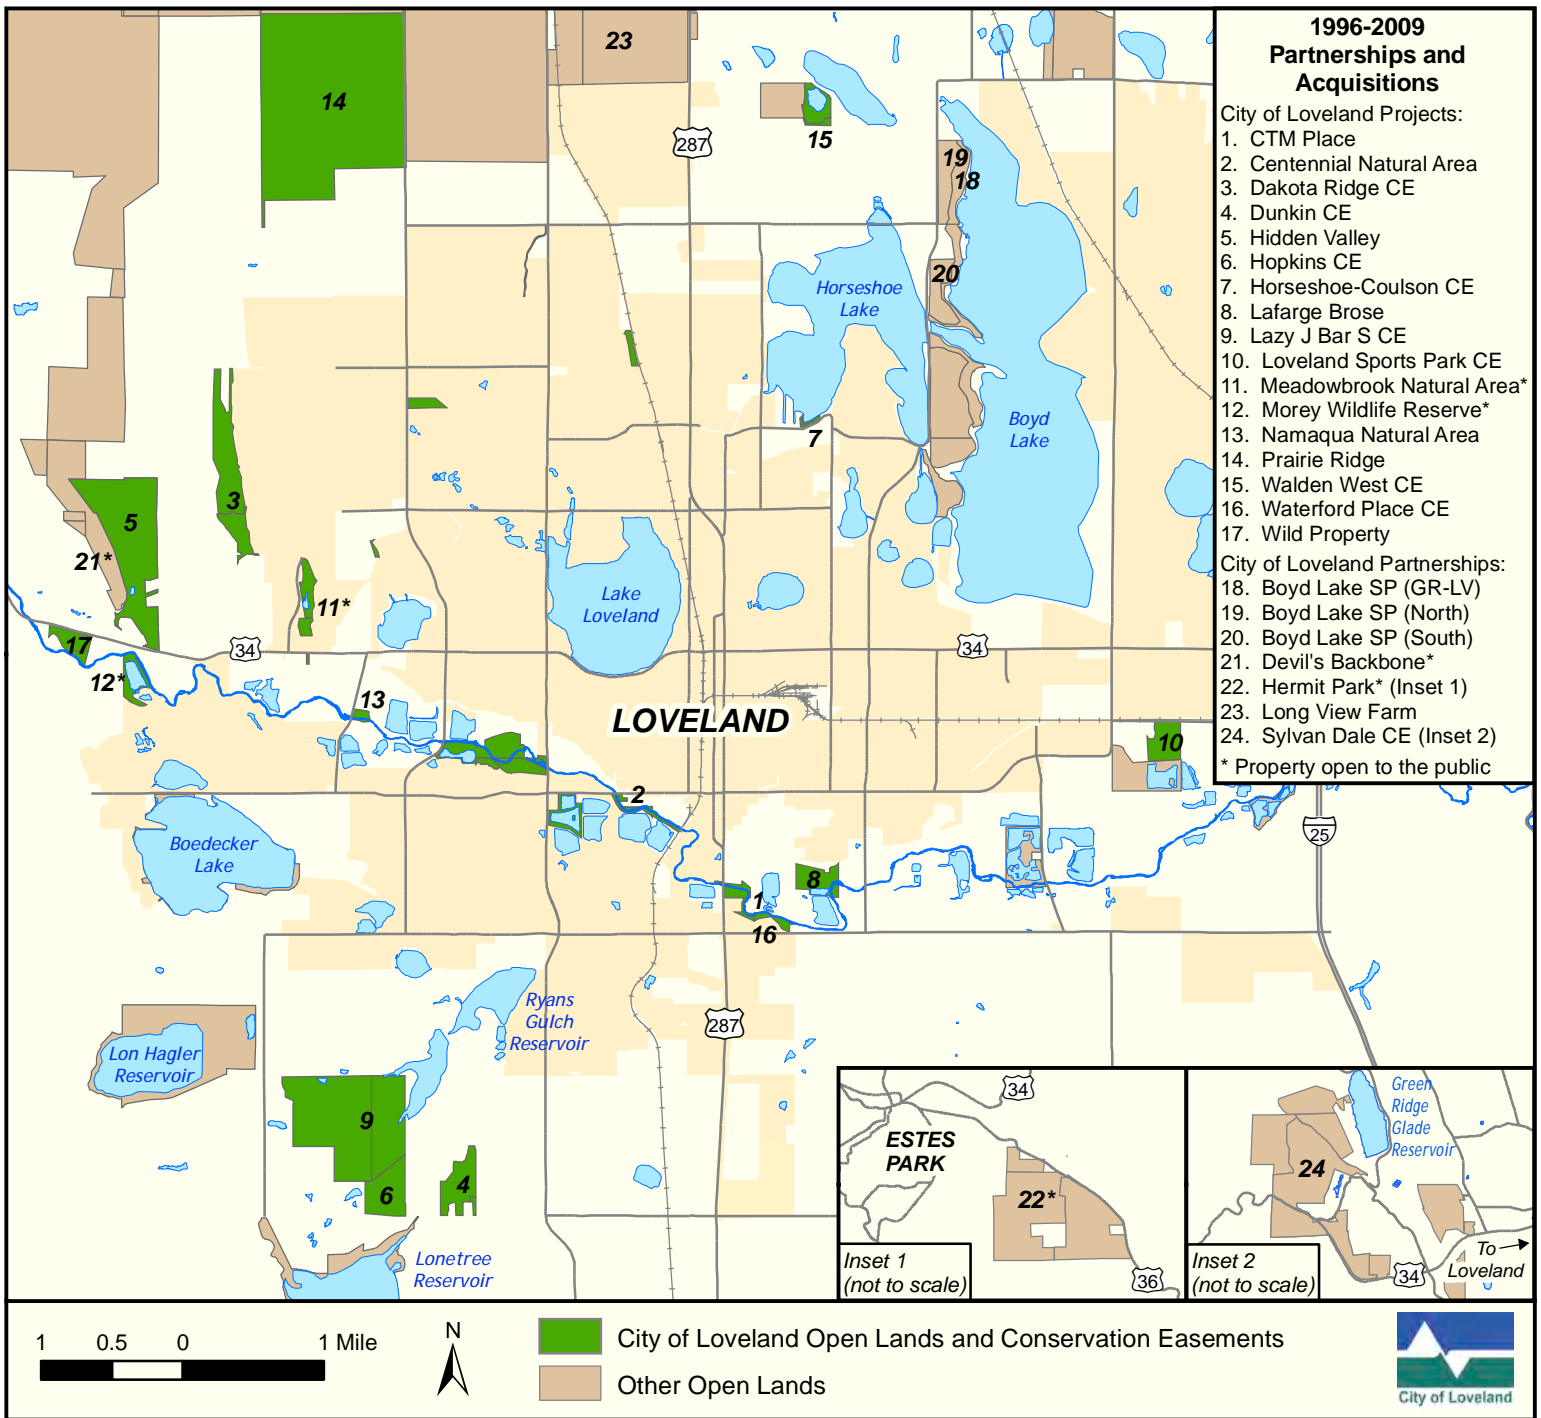 1996-2009
Partnerships and
Acquisitions
City of Loveland Projects:
1. CTM Place
2. Centennial Natural Area
3. Dakota Ridge CE
4. Dunkin CE
5. Hidden Valley
6. Hopkins CE
7. Horseshoe-Coulson CE
8. Lafarge Brose
9. Lazy J Bar S CE
10. Loveland Sports Park CE
11. Meadowbrook Natural Area*
12. Morey Wildlife Reserve*
13. Namaqua Natural Area
14. Prairie Ridge
15. Walden West CE
16. Waterford Place CE
17. Wild Property
City of Loveland Partnerships:
18. Boyd Lake SP (GR-LV)
19. Boyd Lake SP (North)
20. Boyd Lake SP (South)
21. Devil's Backbone*
22. Hermit Park* (Inset 1)
23. Long View Farm
24. Sylvan Dale CE (Inset 2)
* Property open to the public
23
14
287
15
19
18
20
Horseshoe
Lake
Boyd
Lake
7
3
5
21*
11*
Lake
Loveland
34
34
17
12*
13
LOVELAND
10
2
25
Boedecker
Lake
8
1
16
Ryans
Gulch
Reservoir
287
Lon Hagler
Reservoir
9
6
4
Lonetree
Reservoir
34
ESTES
PARK
22*
36
Inset 1
(not to scale)
Green
Ridge
Glade
Reservoir
24
34
To
Loveland
Inset 2
(not to scale)
1 0.5 0 1 Mile
N
City of Loveland Open Lands and Conservation Easements
Other Open Lands
City of Loveland